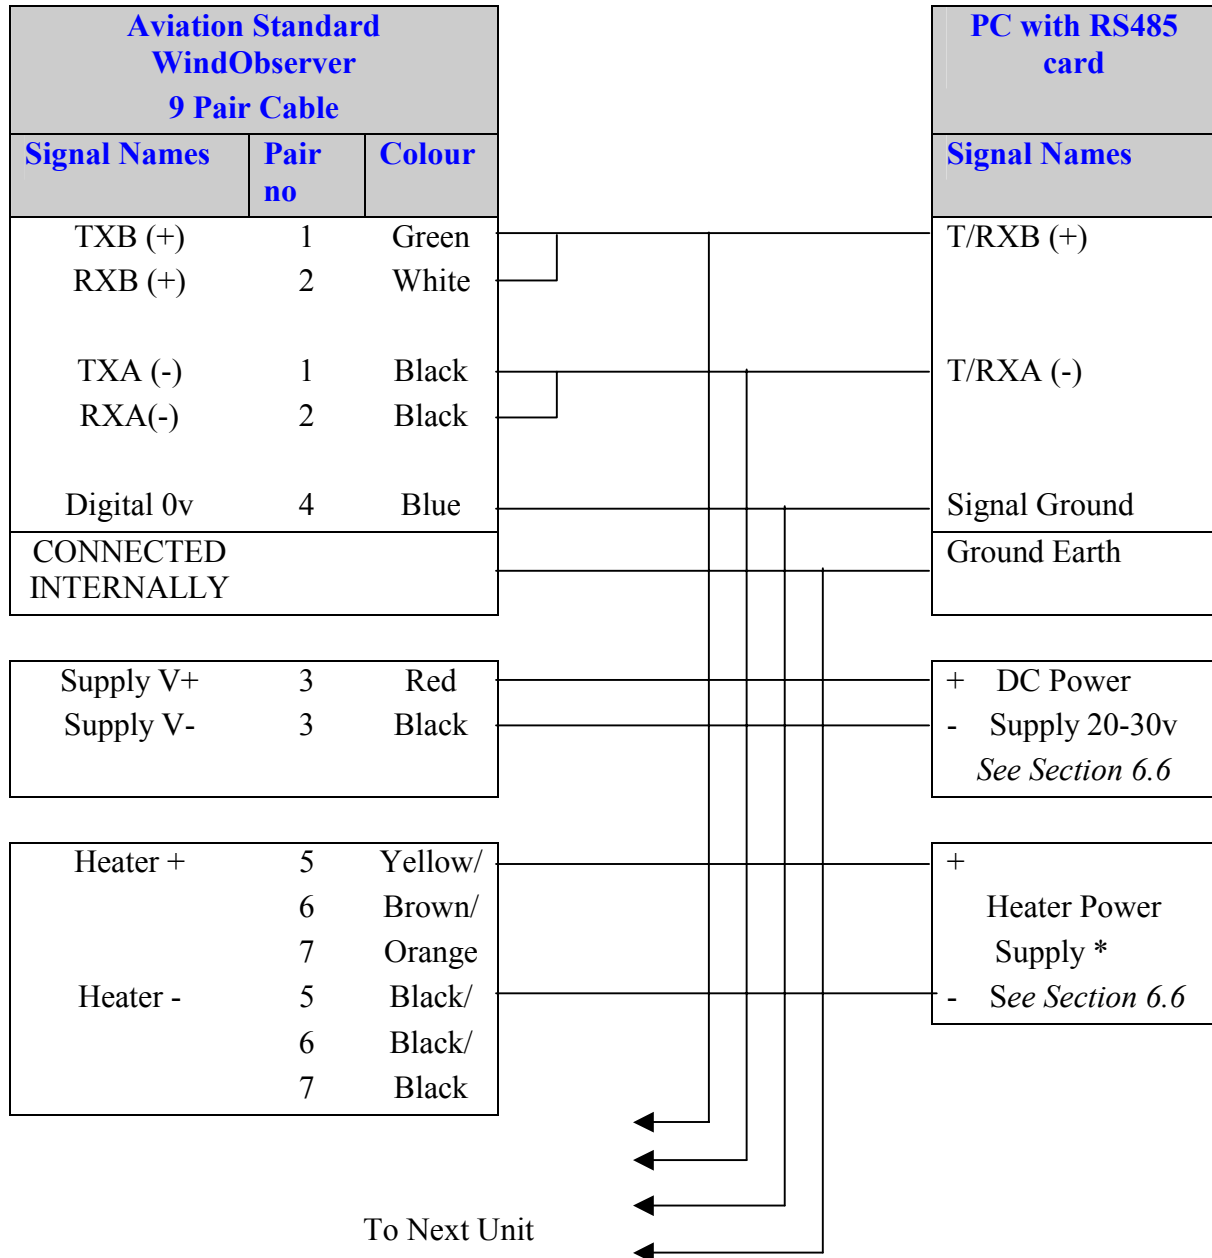 Aviation Standard
WindObserver
9 Pair Cable
PC with RS485
card
Signal Names Pair no Colour
Signal Names
TXB (+) 1 Green T/RXB (+)
RXB (+) 2 White
TXA (-) 1 Black T/RXA (-)
RXA(-) 2 Black
Digital 0v 4 Blue Signal Ground
CONNECTED
INTERNALLY
Ground Earth
Supply V+ 3 Red + DC Power
Supply V- 3 Black - Supply 20-30v
See Section 6.6
Heater + 5 Yellow/ +
6 Brown/ Heater Power
7 Orange Supply *
Heater - 5 Black/ - See Section 6.6
6 Black/
7 Black
To Next Unit